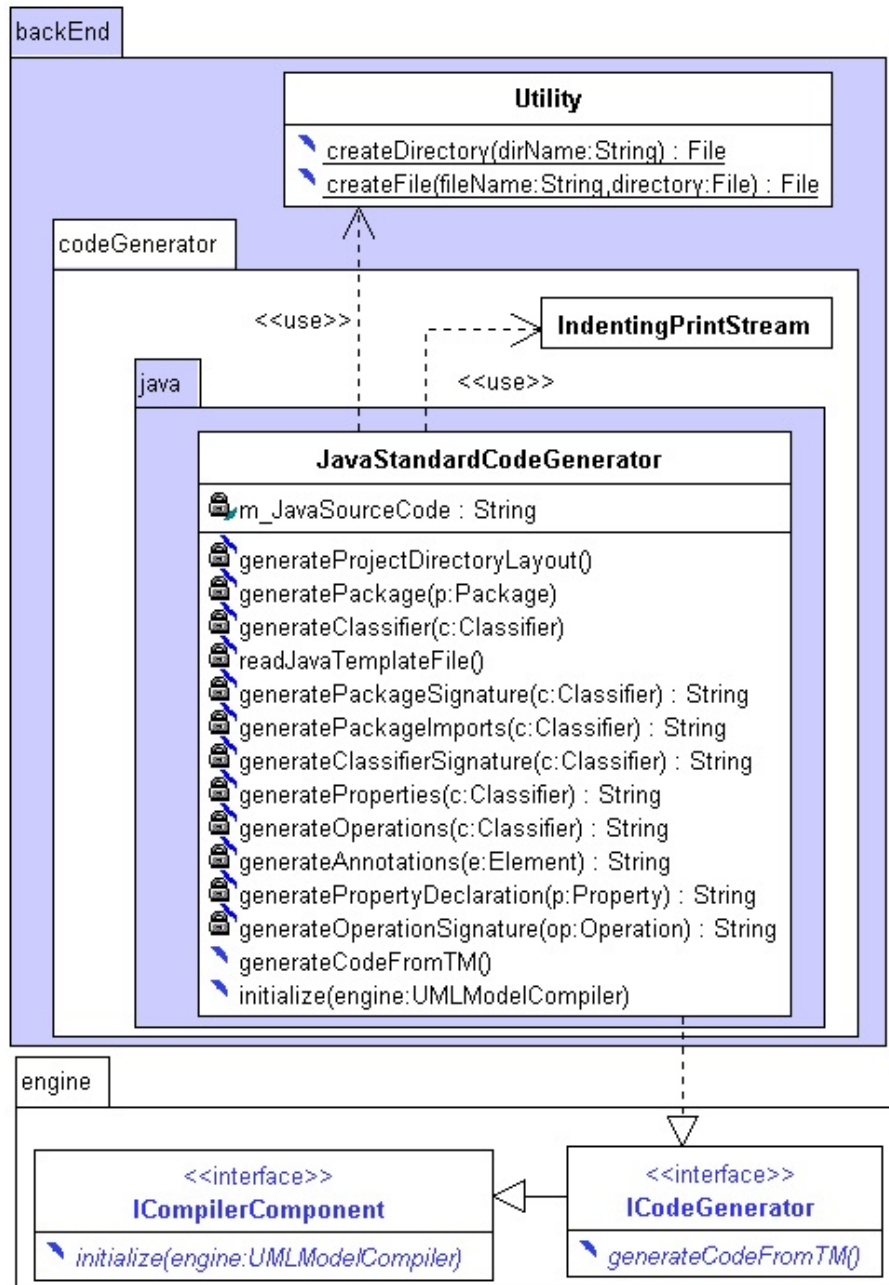 backEnd
Utility
createDirectory(dirName:String) : File
createFile(fileName:String,directory:File) : File
codeGenerator
<<use>>
IndentingPrintStream
java
<<use>>
JavaStandardCodeGenerator
m_JavaSourceCode : String
generateProjectDirectoryLayout()
generatePackage(p:Package)
generateClassifier(c:Classifier)
readJavaTemplateFile()
generatePackageSignature(c:Classifier) : String
generatePackageImports(c:Classifier) : String
generateClassifierSignature(c:Classifier) : String
generateProperties(c:Classifier) : String
generateOperations(c:Classifier) : String
generateAnnotations(e:Element) : String
generatePropertyDeclaration(p:Property) : String
generateOperationSignature(op:Operation) : String
generateCodeFromTM()
initialize(engine:UMLModelCompiler)
engine
<<interface>>
ICompilerComponent
initialize(engine:UMLModelCompiler)
<<interface>>
ICodeGenerator
generateCodeFromTM()